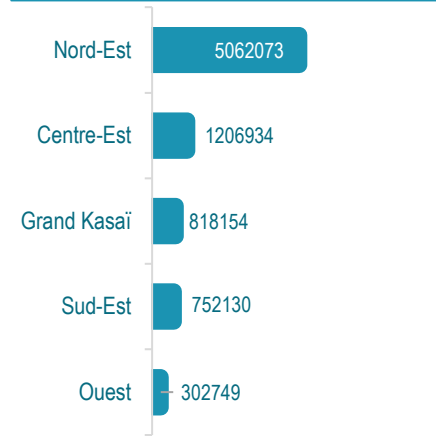 Nord-Est 5062073
Centre-Est 1206934
Grand Kasaï 818154
Sud-Est 752130
Ouest 302749